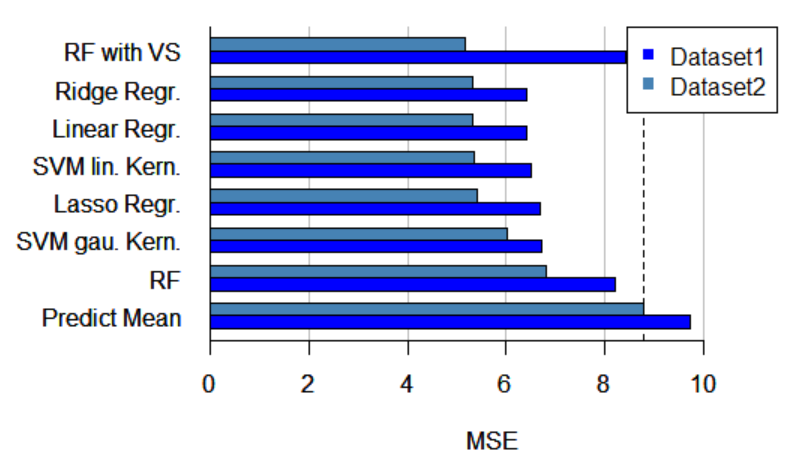 RF with VS
Ridge Regr.
Linear Regr.
SVM lin. Kern.
Lasso Regr.
SVM gau. Kern.
RF
Predict Mean
Dataset1
Dataset2
0 2 4 6 8 10
MSE